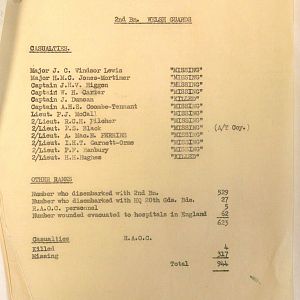 2nd Bn. WELSH GUARDS
CASUALTIES.
Major J. C. Windsor Lewis "MISSING"
Major H.M.C. Jones-Mortimer "MISSING"
Captain J.H.V. Higgon "MISSING"
Captain W. H. Carter "MISSING"
Captain J. Duncan "KILLED"
Captain A.H.S. Coombe-Tennant "MISSING"
Lieut. P.J. McCall "MISSING"
2/Lieut. R.C.H. Pilcher "MISSING"
2/Lieut. P.S. Black "MISSING" (A/T Coy.)
2/Lieut. A. Mac.N. PERKINS "MISSING"
2/Lieut. I.H.T. Garnett-Orme "MISSING"
2/Lieut. P.F. Hanbury "MISSING"
2/Lieut. H.H.Hughes "KILLED"
OTHER RANKS
Number who disembarked with 2nd Bn. 529
Number who disembarked with HQ 20th Gds. Bde. 27
R.A.O.C. personnel 5
Number wounded evacuated to hospitals in England 62
623
Casualties R.A.O.C.
Killed 4
Missing 317
Total 944